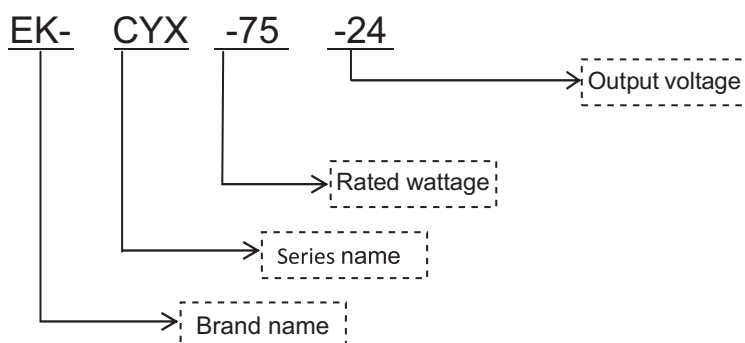 EK- CYX -75 -24
Output voltage
Rated wattage
Series name
Brand name